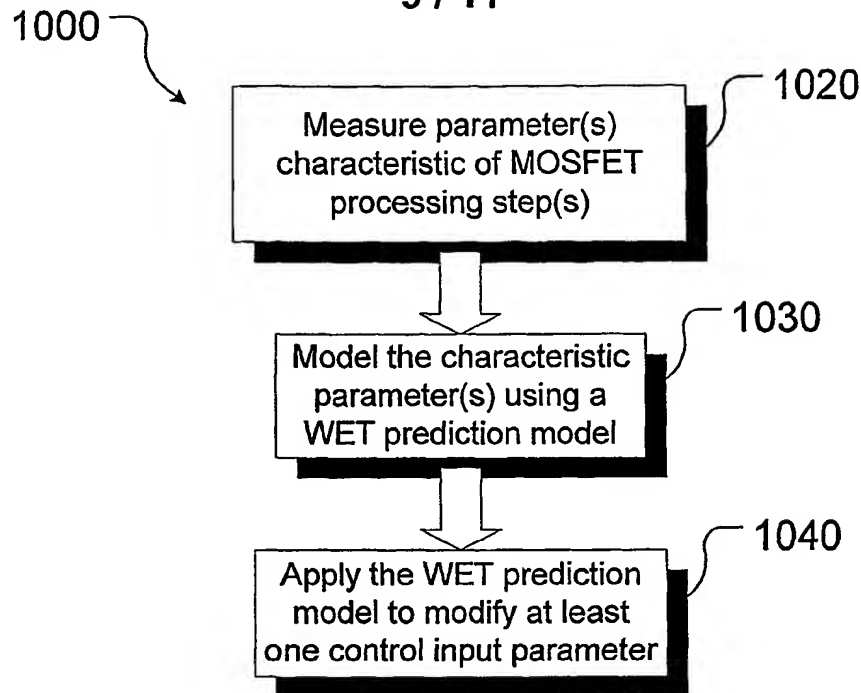 1000
1020
Measure parameter(s)
characteristic of MOSFET
processing step(s)
1030
Model the characteristic
parameter(s) using a
WET prediction model
1040
Apply the WET prediction
model to modify at least
one control input parameter